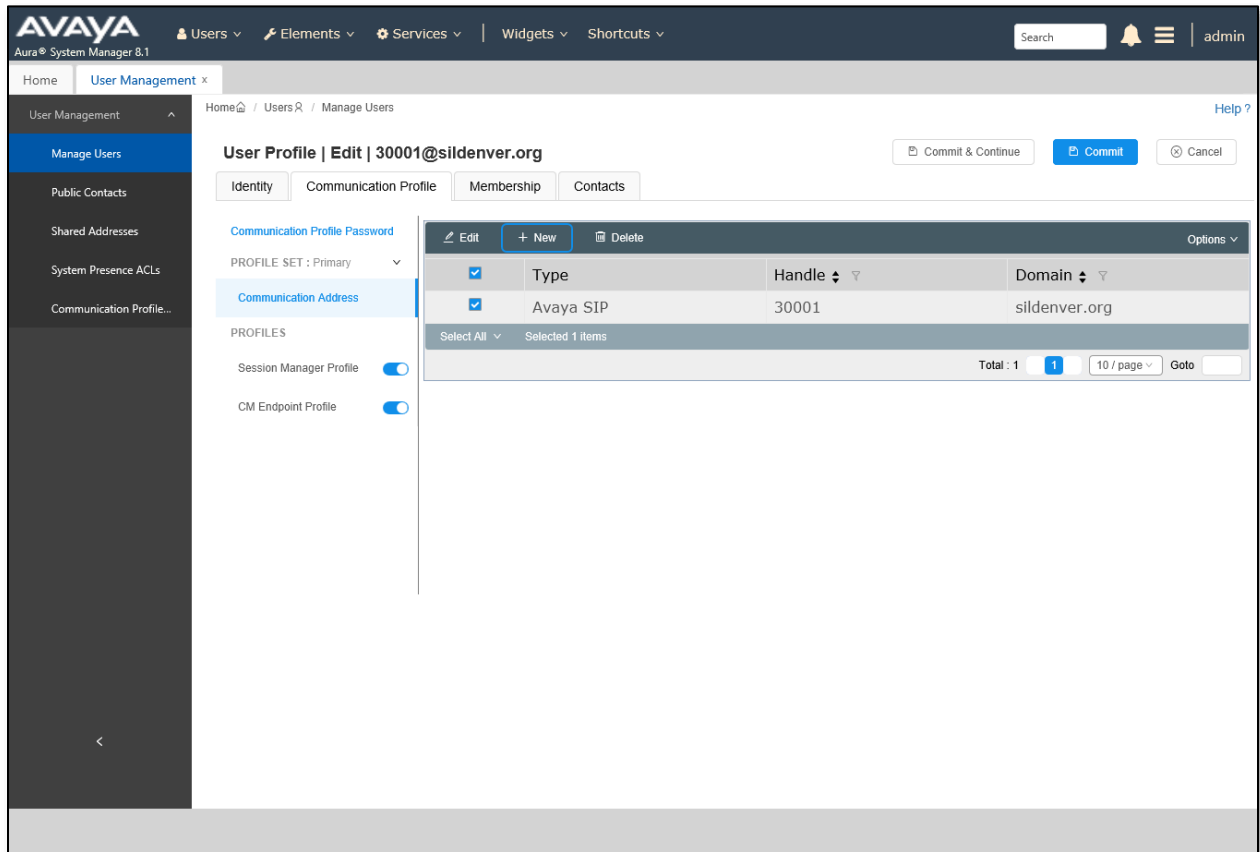 AVAYA
Aura® System Manager 8.1
Users Elements Services | Widgets Shortcuts Search | admin
Home User Management x
User Management
Manage Users
Public Contacts
Shared Addresses
System Presence ACLs
Communication Profile...
Home / Users / Manage Users Help ?
User Profile | Edit | 30001@sildenver.org Commit & Continue Commit Cancel
Identity Communication Profile Membership Contacts
Communication Profile Password
PROFILE SET : Primary
Communication Address
PROFILES
Session Manager Profile
CM Endpoint Profile
Edit + New Delete Options
Type Handle Domain
Avaya SIP 30001 sildenver.org
Select All Selected 1 items
Total : 1 1 10 / page Goto